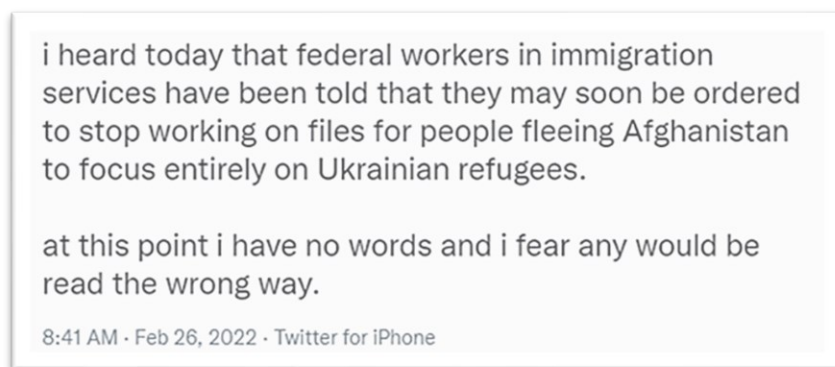 i heard today that federal workers in immigration
services have been told that they may soon be ordered
to stop working on files for people fleeing Afghanistan
to focus entirely on Ukrainian refugees.
at this point i have no words and i fear any would be
read the wrong way.
8:41 AM · Feb 26, 2022 · Twitter for iPhone